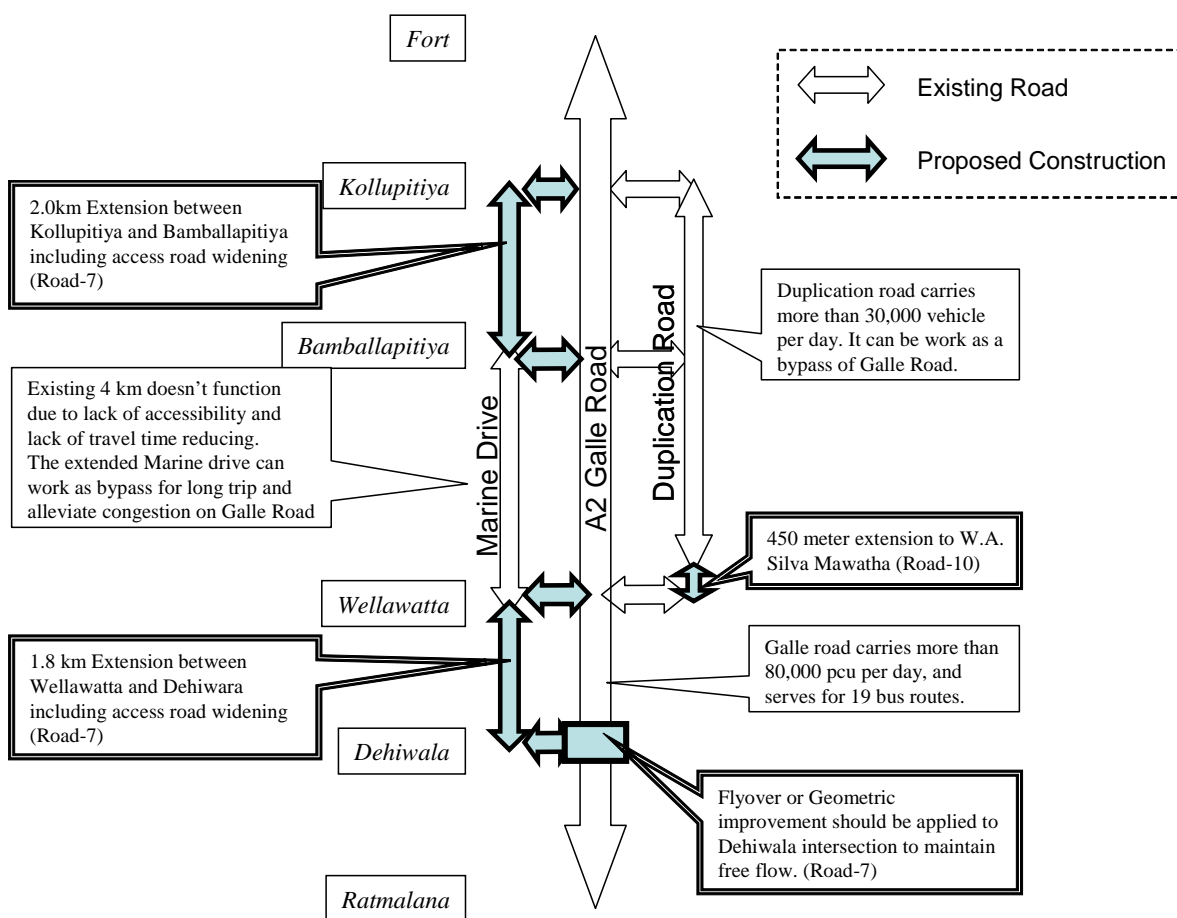 Fort
Existing Road
Proposed Construction
Kollupitiya
2.0km Extension between
Kollupitiya and Bamballapitiya
including access road widening
(Road-7)
Duplication road carries
more than 30,000 vehicle
per day. It can be work as a
bypass of Galle Road.
Bamballapitiya
Existing 4 km doesn’t function
due to lack of accessibility and
lack of travel time reducing.
The extended Marine drive can
work as bypass for long trip and
alleviate congestion on Galle Road
Marine Drive
A2 Galle Road
Duplication Road
450 meter extension to W.A.
Silva Mawatha (Road-10)
Wellawatta
1.8 km Extension between
Wellawatta and Dehiwara
including access road widening
(Road-7)
Galle road carries more than
80,000 pcu per day, and
serves for 19 bus routes.
Dehiwala
Flyover or Geometric
improvement should be applied to
Dehiwala intersection to maintain
free flow. (Road-7)
Ratmalana